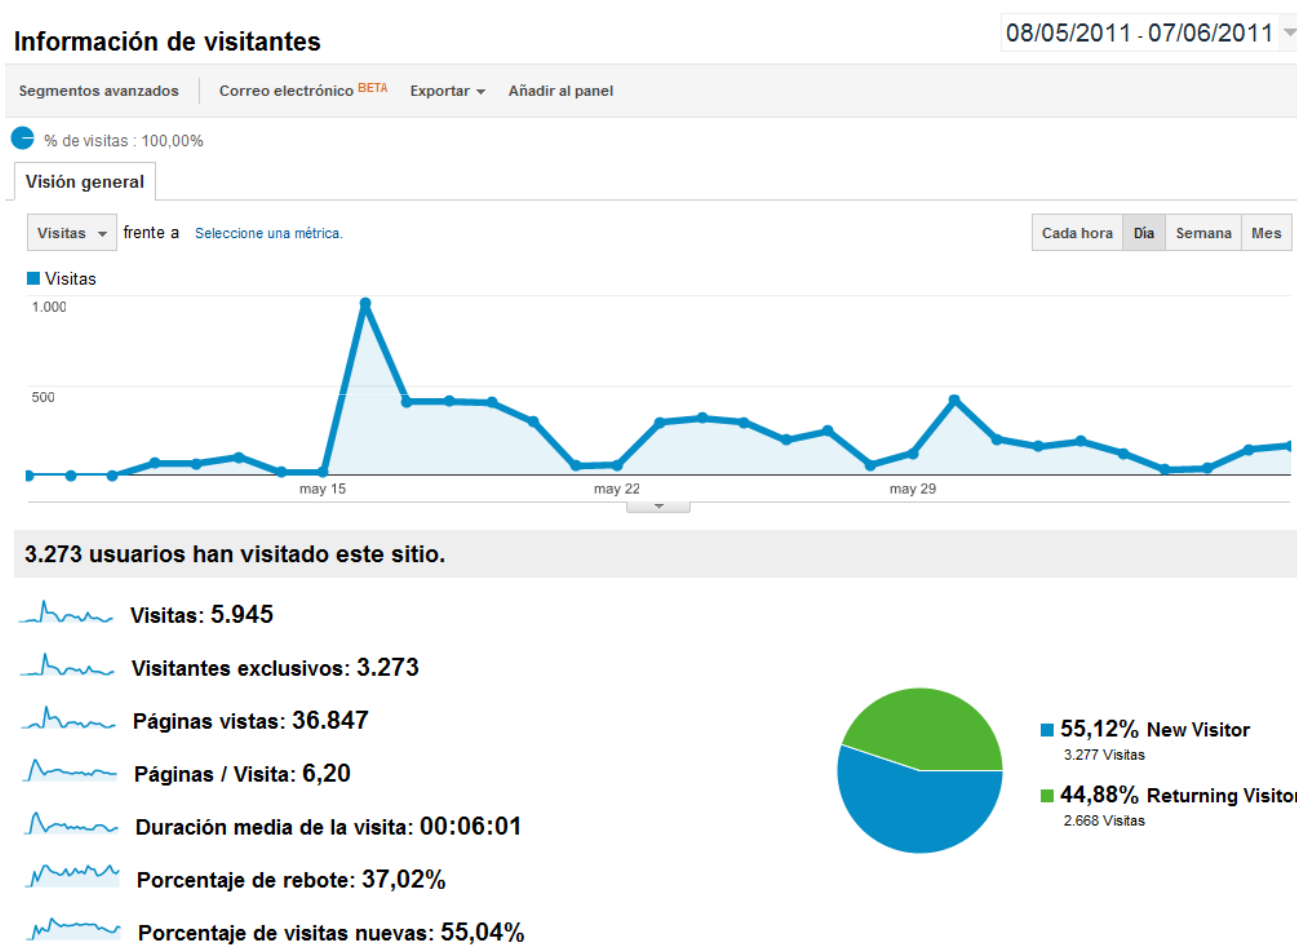 Información de visitantes
08/05/2011 - 07/06/2011
Segmentos avanzados Correo electrónico BETA Exportar Añadir al panel
% de visitas : 100,00%
Visión general
Visitas frente a Seleccione una métrica.
Cada hora Día Semana Mes
Visitas
1.000
500
may 15 may 22 may 29
3.273 usuarios han visitado este sitio.
Visitas: 5.945
Visitantes exclusivos: 3.273
Páginas vistas: 36.847
Páginas / Visita: 6,20
Duración media de la visita: 00:06:01
Porcentaje de rebote: 37,02%
Porcentaje de visitas nuevas: 55,04%
55,12% New Visitor
3.277 Visitas
44,88% Returning Visitor
2.668 Visitas